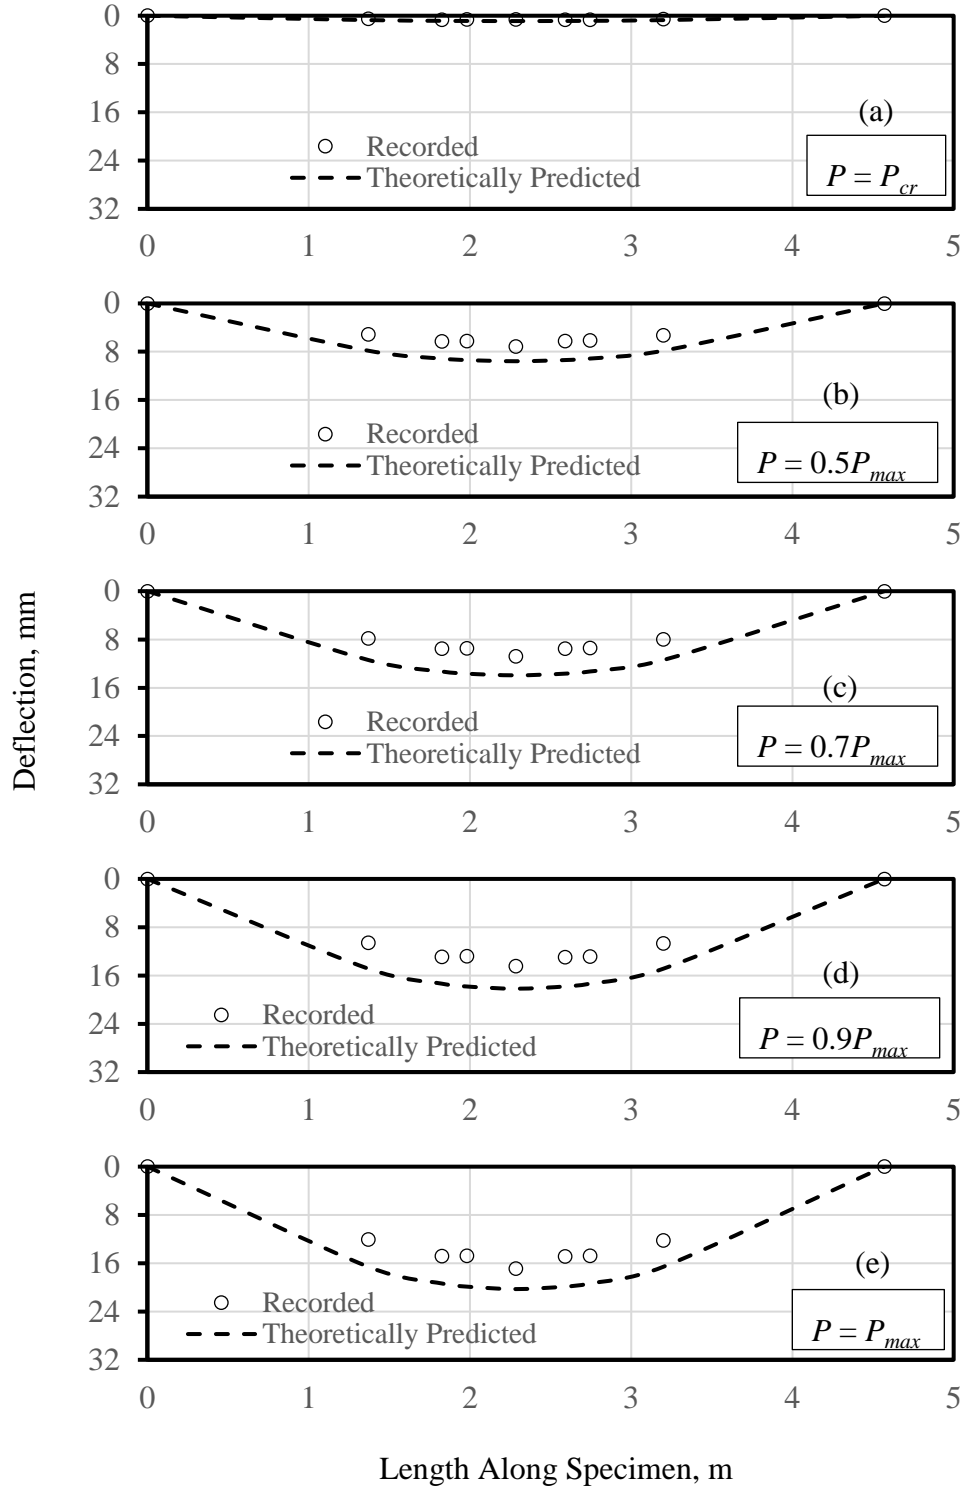 0
8
16
24
32
(a)
Recorded
Theoretically Predicted
P = Pcr
0 1 2 3 4 5
0
8
16
24
32
(b)
Recorded
Theoretically Predicted
P = 0.5Pmax
0 1 2 3 4 5
Deflection, mm
0
8
16
24
32
(c)
Recorded
Theoretically Predicted
P = 0.7Pmax
0 1 2 3 4 5
0
8
16
24
32
(d)
Recorded
Theoretically Predicted
P = 0.9Pmax
0 1 2 3 4 5
0
8
16
24
32
(e)
Recorded
Theoretically Predicted
P = Pmax
0 1 2 3 4 5
Length Along Specimen, m